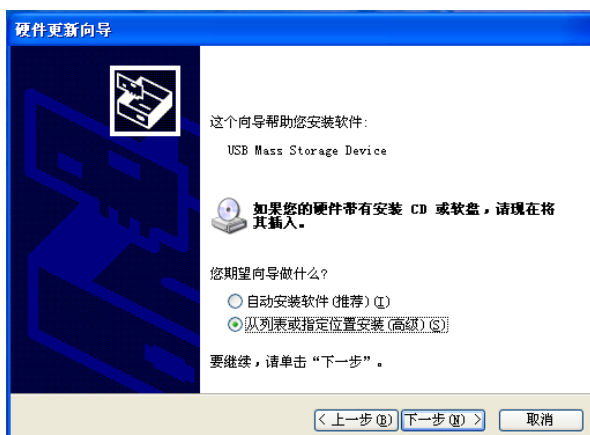 硬件更新向导
这个向导帮助您安装软件:
USB Mass Storage Device
如果您的硬件带有安装 CD 或软盘，请现在将
其插入。
您期望向导做什么?
自动安装软件(推荐)(I)
从列表或指定位置安装(高级)(S)
要继续，请单击“下一步”。
< 上一步(B) 下一步(N) > 取消